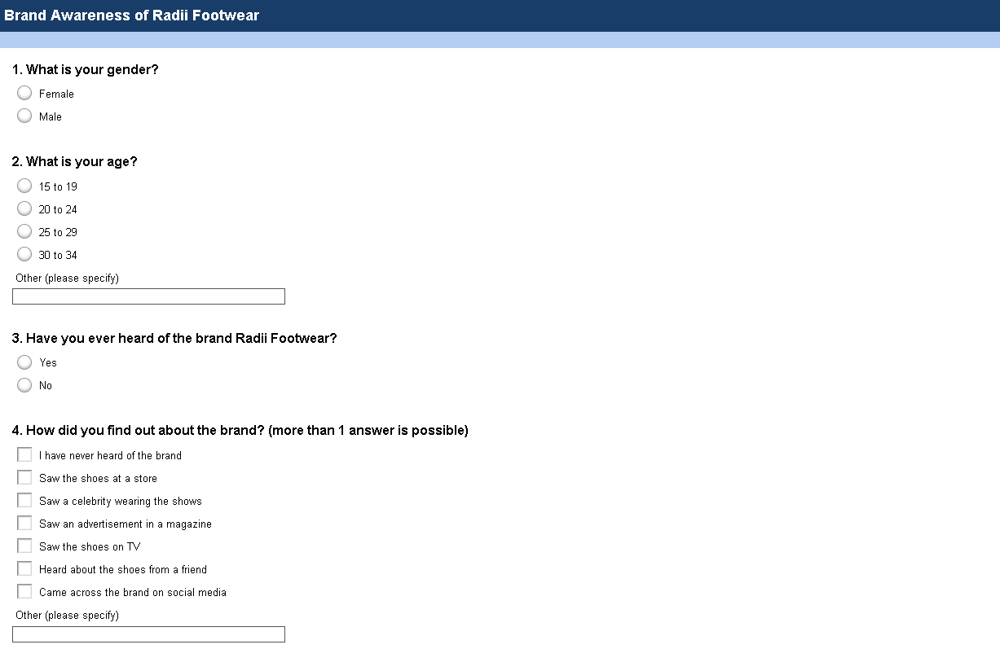 Brand Awareness of Radii Footwear
1. What is your gender?
Female
Male
2. What is your age?
15 to 19
20 to 24
25 to 29
30 to 34
Other (please specify)
3. Have you ever heard of the brand Radii Footwear?
Yes
No
4. How did you find out about the brand? (more than 1 answer is possible)
I have never heard of the brand
Saw the shoes at a store
Saw a celebrity wearing the shows
Saw an advertisement in a magazine
Saw the shoes on TV
Heard about the shoes from a friend
Came across the brand on social media
Other (please specify)